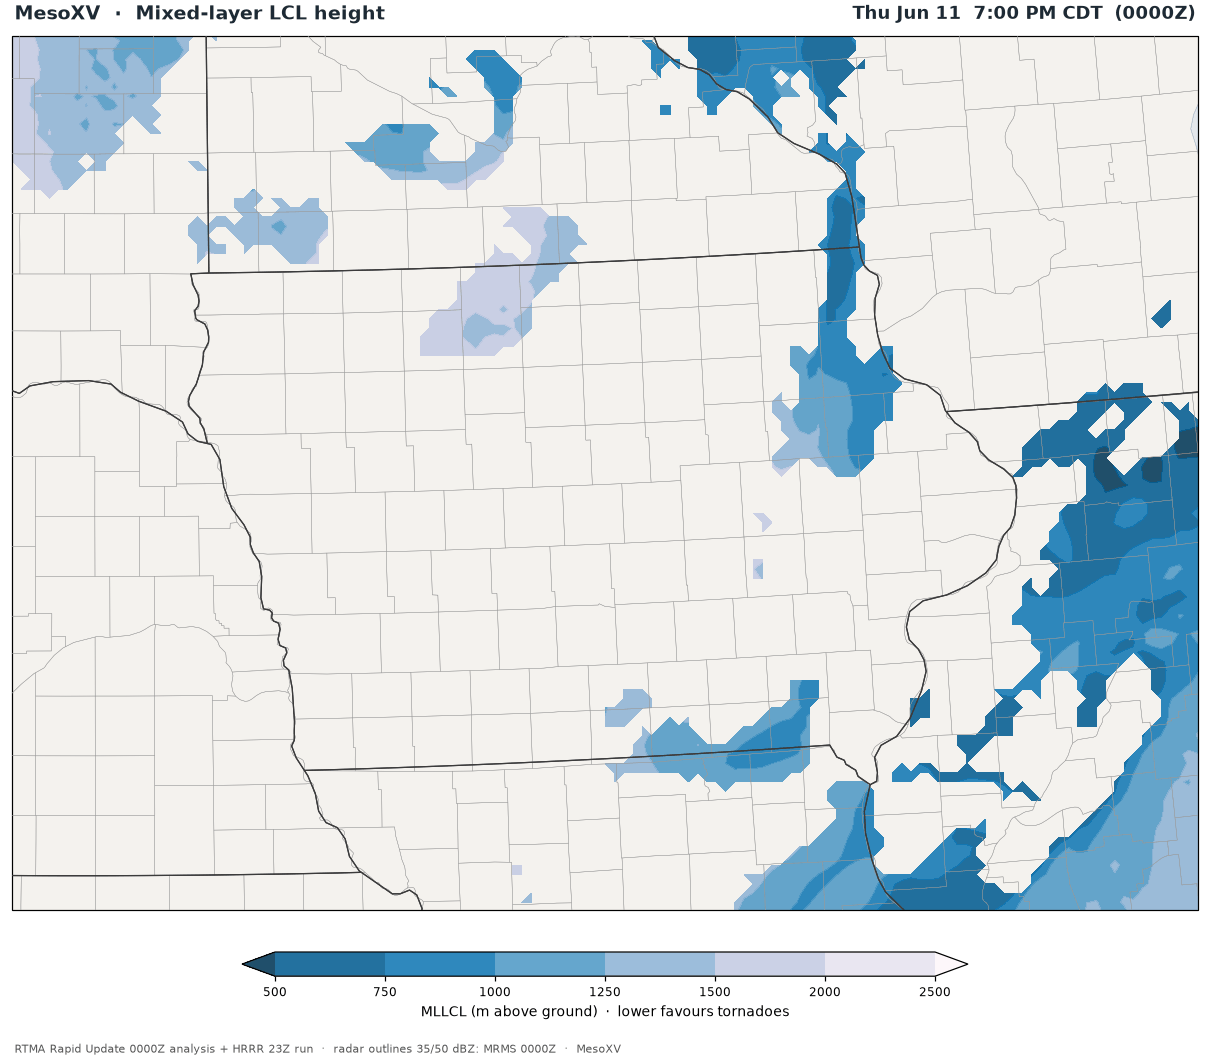 MesoXV · Mixed-layer LCL height
Thu Jun 11 7:00 PM CDT (0000Z)
500 750 1000 1250 1500 2000 2500
MLLCL (m above ground) · lower favours tornadoes
RTMA Rapid Update 0000Z analysis + HRRR 23Z run · radar outlines 35/50 dBZ: MRMS 0000Z · MesoXV